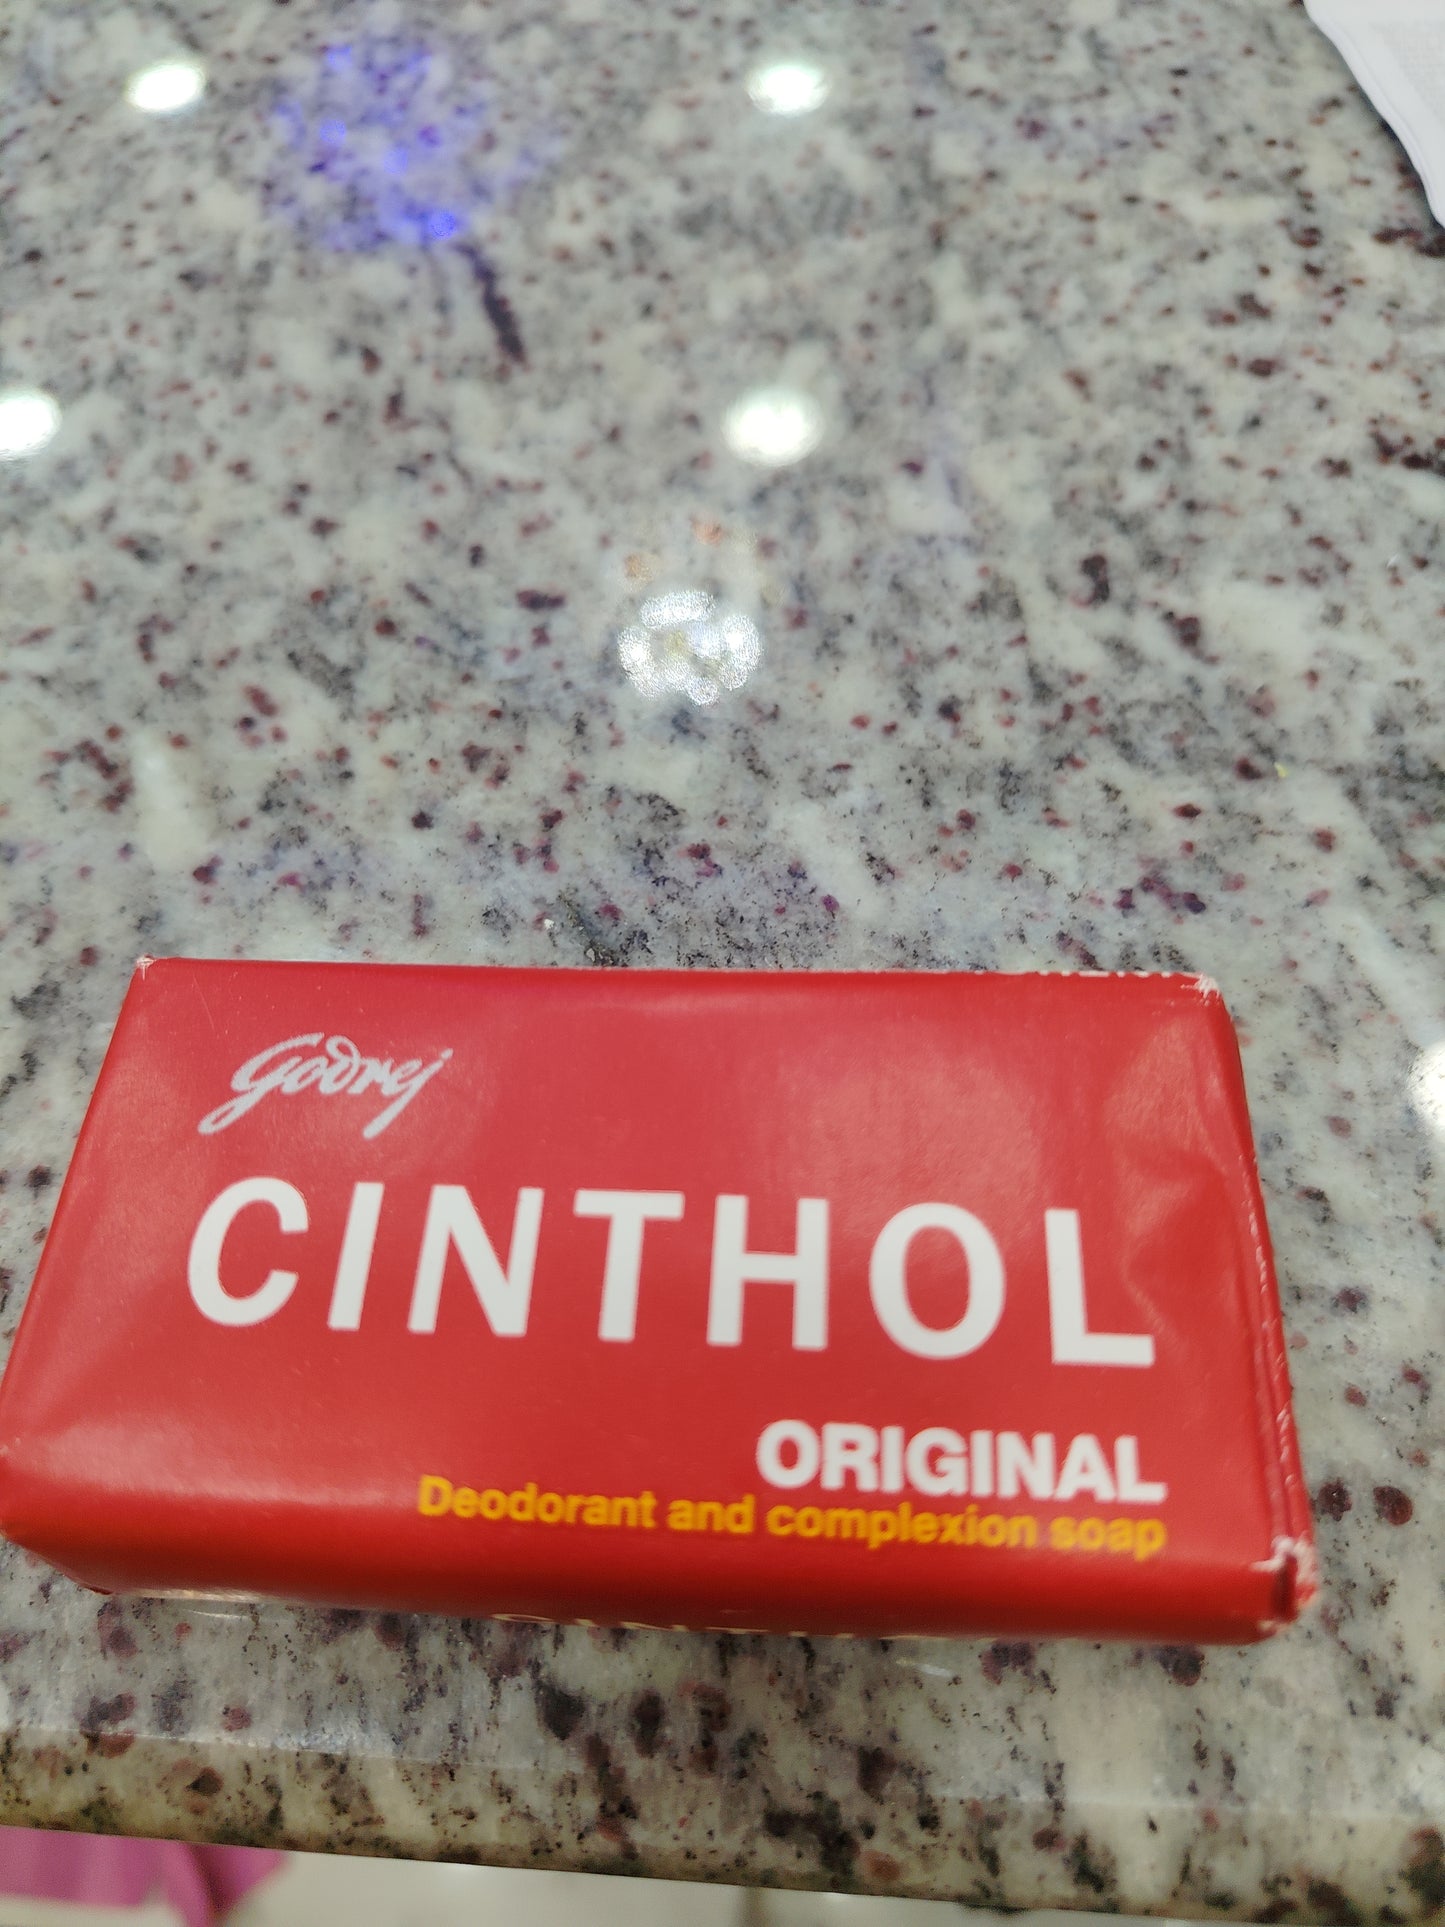 Godrej
CINTHOL
ORIGINAL
Deodorant and complexion soap